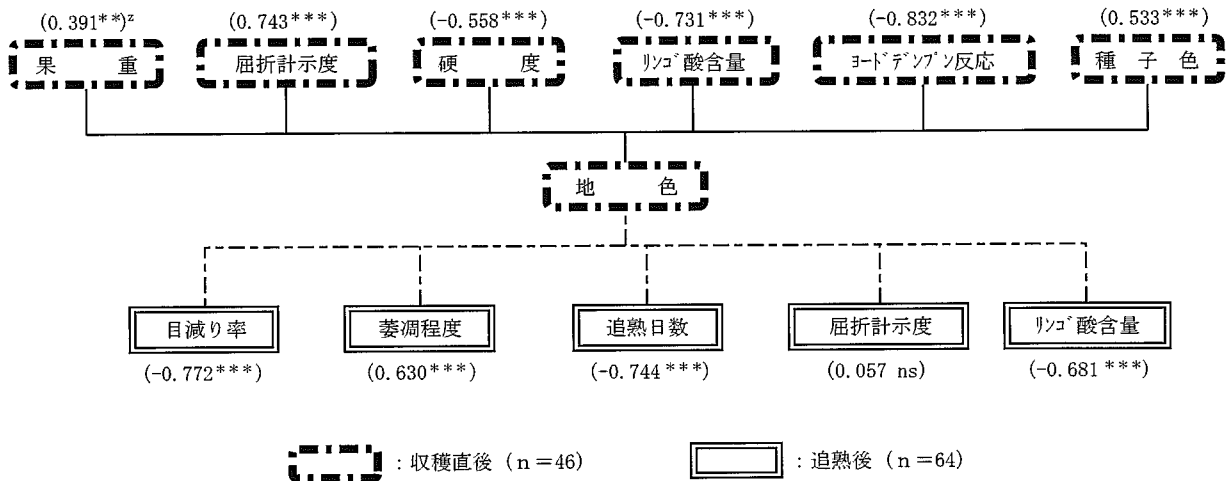 (0.391**)ᶻ (0.743***) (-0.558***) (-0.731***) (-0.832***) (0.533***)
果 重 屈折計示度 硬 度 ﾘﾝｺﾞ酸含量 ﾖｰﾄﾞﾃﾞﾝﾌﾟﾝ反応 種 子 色
地 色
目減り率 萎凋程度 追熟日数 屈折計示度 ﾘﾝｺﾞ酸含量
(-0.772***) (0.630***) (-0.744***) (0.057 ns) (-0.681***)
：収穫直後（n＝46） ：追熟後（n＝64）